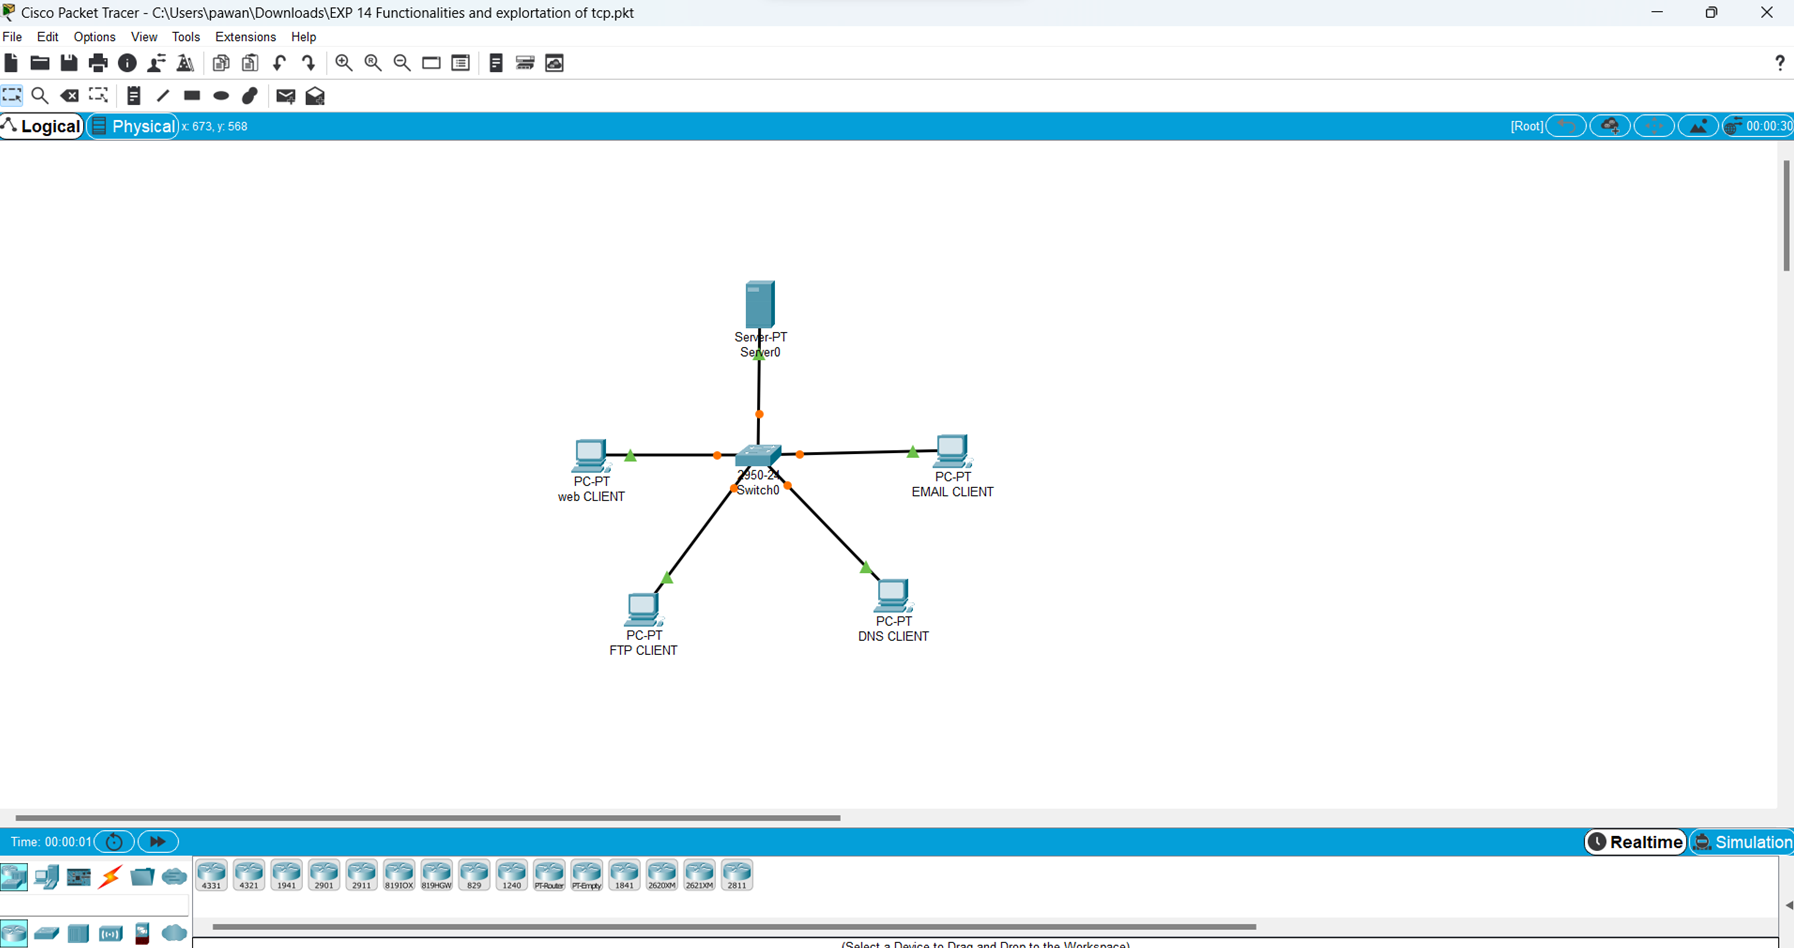 Cisco Packet Tracer - C:\Users\pawan\Downloads\EXP 14 Functionalities and explortation of tcp.pkt
File Edit Options View Tools Extensions Help
?
Logical Physical x: 673, y: 568 [Root] 00:00:30
Server-PT
Server0
PC-PT
web CLIENT
2950-24
Switch0
PC-PT
EMAIL CLIENT
PC-PT
FTP CLIENT
PC-PT
DNS CLIENT
Time: 00:00:01 Realtime Simulation
4331 4321 1941 2901 2911 819IOX 819HGW 829 1240 PT-Router PT-Empty 1841 2620XM 2621XM 2811
(Select a Device to Drag and Drop to the Workspace)